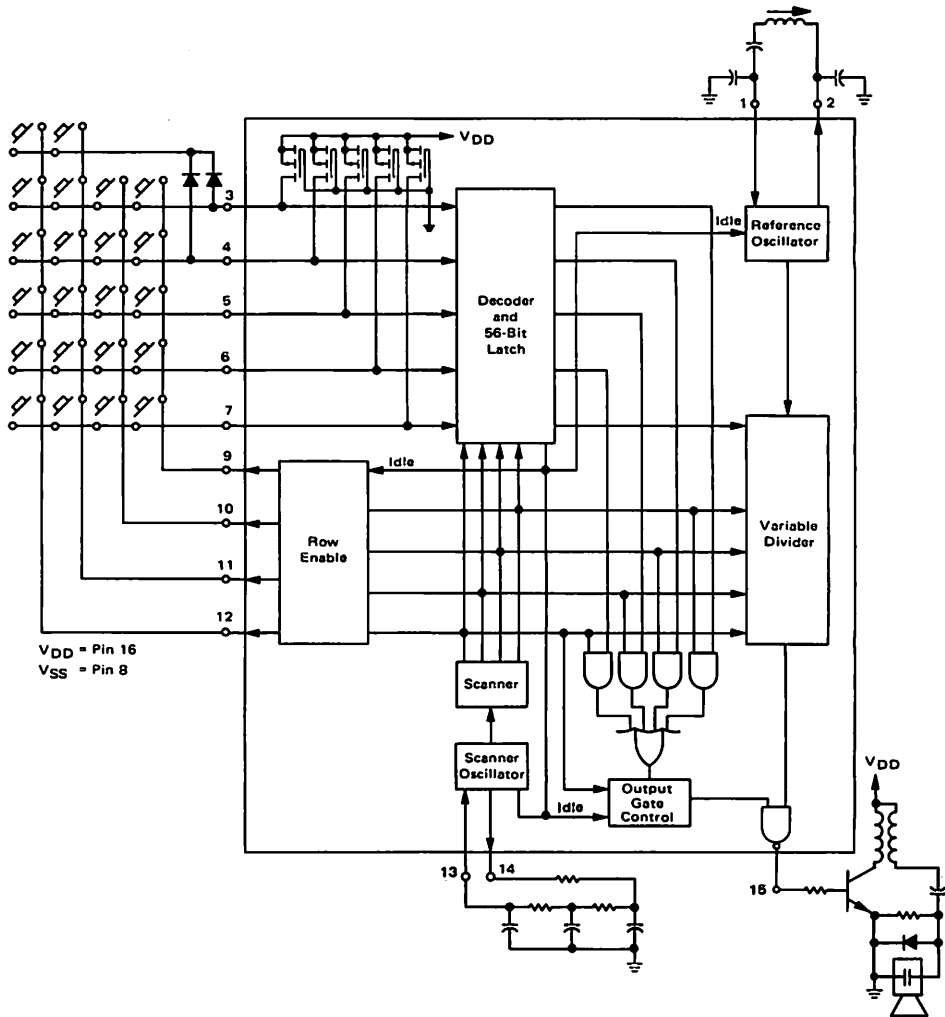 1
2
VDD
3
Idle
Reference
Oscillator
4
Decoder
and
56-Bit
Latch
5
6
7
9
Idle
10
Row
Enable
Variable
Divider
11
12
VDD = Pin 16
VSS = Pin 8
Scanner
Scanner
Oscillator
VDD
Idle
Output
Gate
Control
13
14
15